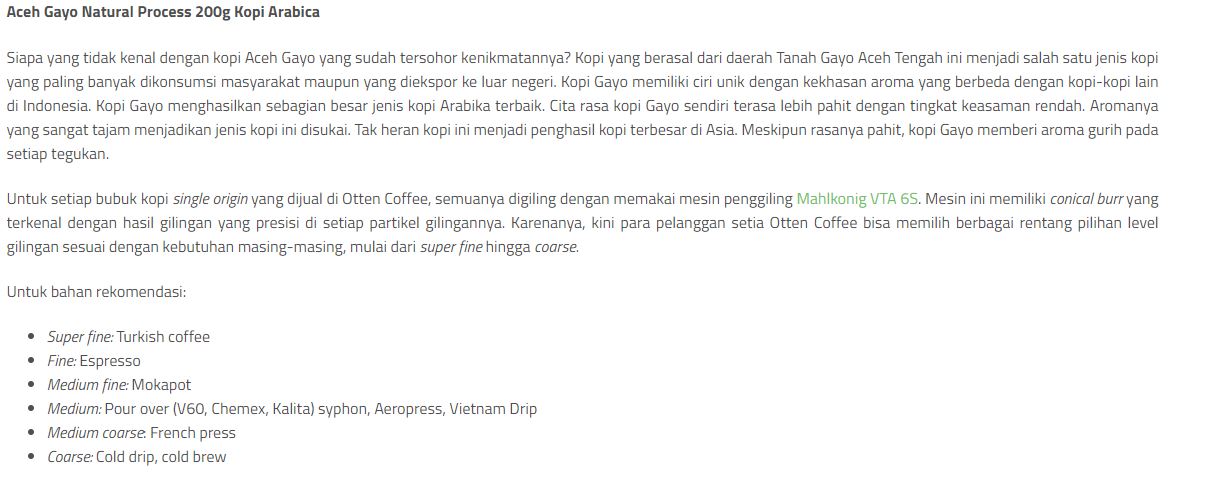 Aceh Gayo Natural Process 200g Kopi Arabica
Siapa yang tidak kenal dengan kopi Aceh Gayo yang sudah tersohor kenikmatannya? Kopi yang berasal dari daerah Tanah Gayo Aceh Tengah ini menjadi salah satu jenis kopi
yang paling banyak dikonsumsi masyarakat maupun yang diekspor ke luar negeri. Kopi Gayo memiliki ciri unik dengan kekhasan aroma yang berbeda dengan kopi-kopi lain
di Indonesia. Kopi Gayo menghasilkan sebagian besar jenis kopi Arabika terbaik. Cita rasa kopi Gayo sendiri terasa lebih pahit dengan tingkat keasaman rendah. Aromanya
yang sangat tajam menjadikan jenis kopi ini disukai. Tak heran kopi ini menjadi penghasil kopi terbesar di Asia. Meskipun rasanya pahit, kopi Gayo memberi aroma gurih pada
setiap tegukan.
Untuk setiap bubuk kopi single origin yang dijual di Otten Coffee, semuanya digiling dengan memakai mesin penggiling Mahlkonig VTA 6S. Mesin ini memiliki conical burr yang
terkenal dengan hasil gilingan yang presisi di setiap partikel gilingannya. Karenanya, kini para pelanggan setia Otten Coffee bisa memilih berbagai rentang pilihan level
gilingan sesuai dengan kebutuhan masing-masing, mulai dari super fine hingga coarse.
Untuk bahan rekomendasi:
• Super fine: Turkish coffee
• Fine: Espresso
• Medium fine: Mokapot
• Medium: Pour over (V60, Chemex, Kalita) syphon, Aeropress, Vietnam Drip
• Medium coarse: French press
• Coarse: Cold drip, cold brew